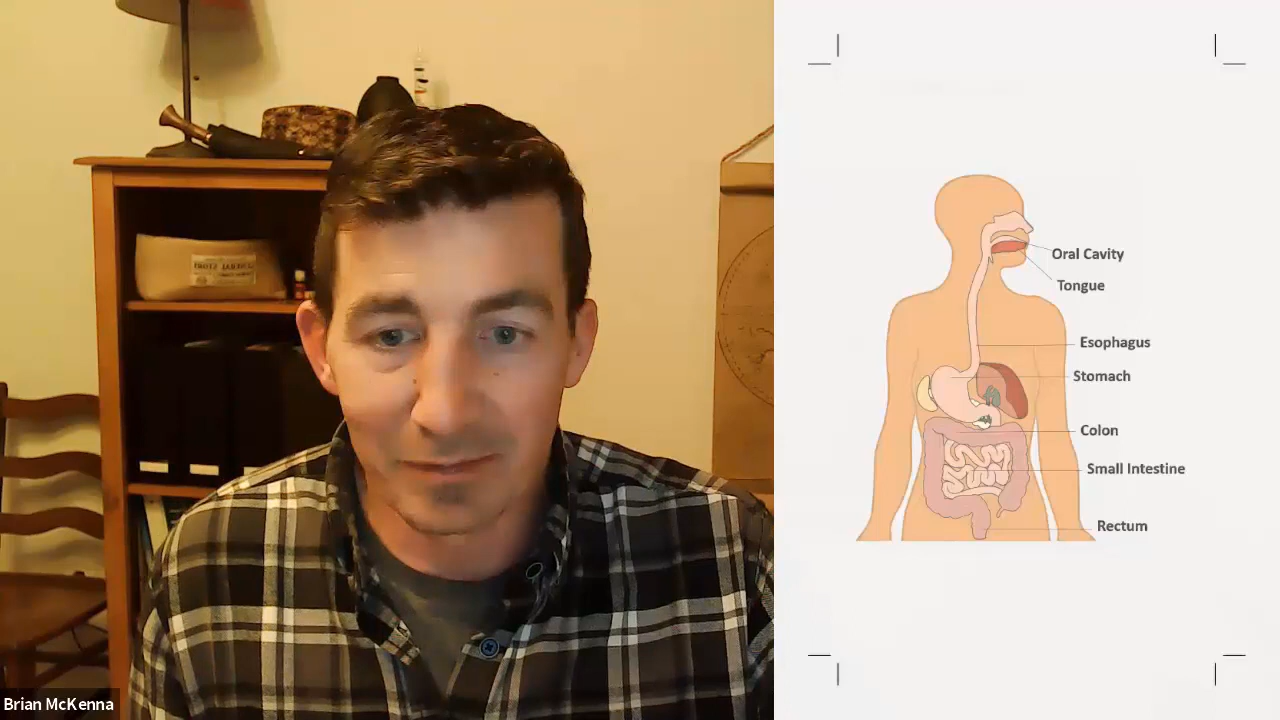 Oral Cavity
Tongue
Esophagus
Stomach
Colon
Small Intestine
Rectum
Brian McKenna